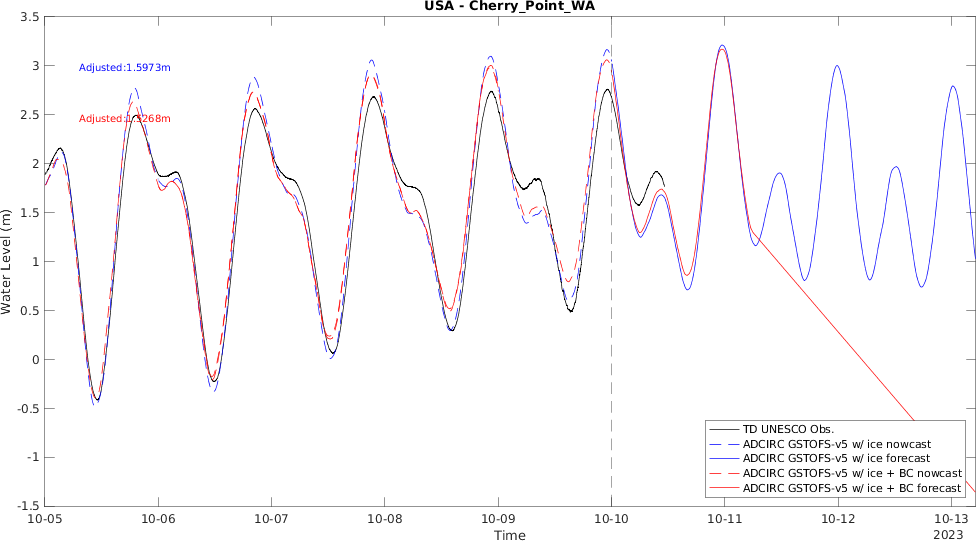 USA - Cherry_Point_WA
3.5
3
2.5
2
1.5
1
0.5
0
-0.5
-1
-1.5
Water Level (m)
Adjusted:1.5973m
TD UNESCO Obs.
ADCIRC GSTOFS-v5 w/ ice nowcast
ADCIRC GSTOFS-v5 w/ ice forecast
ADCIRC GSTOFS-v5 w/ ice + BC nowcast
ADCIRC GSTOFS-v5 w/ ice + BC forecast
10-05 10-06 10-07 10-08 10-09 10-10 10-11 10-12 10-13
Time
2023